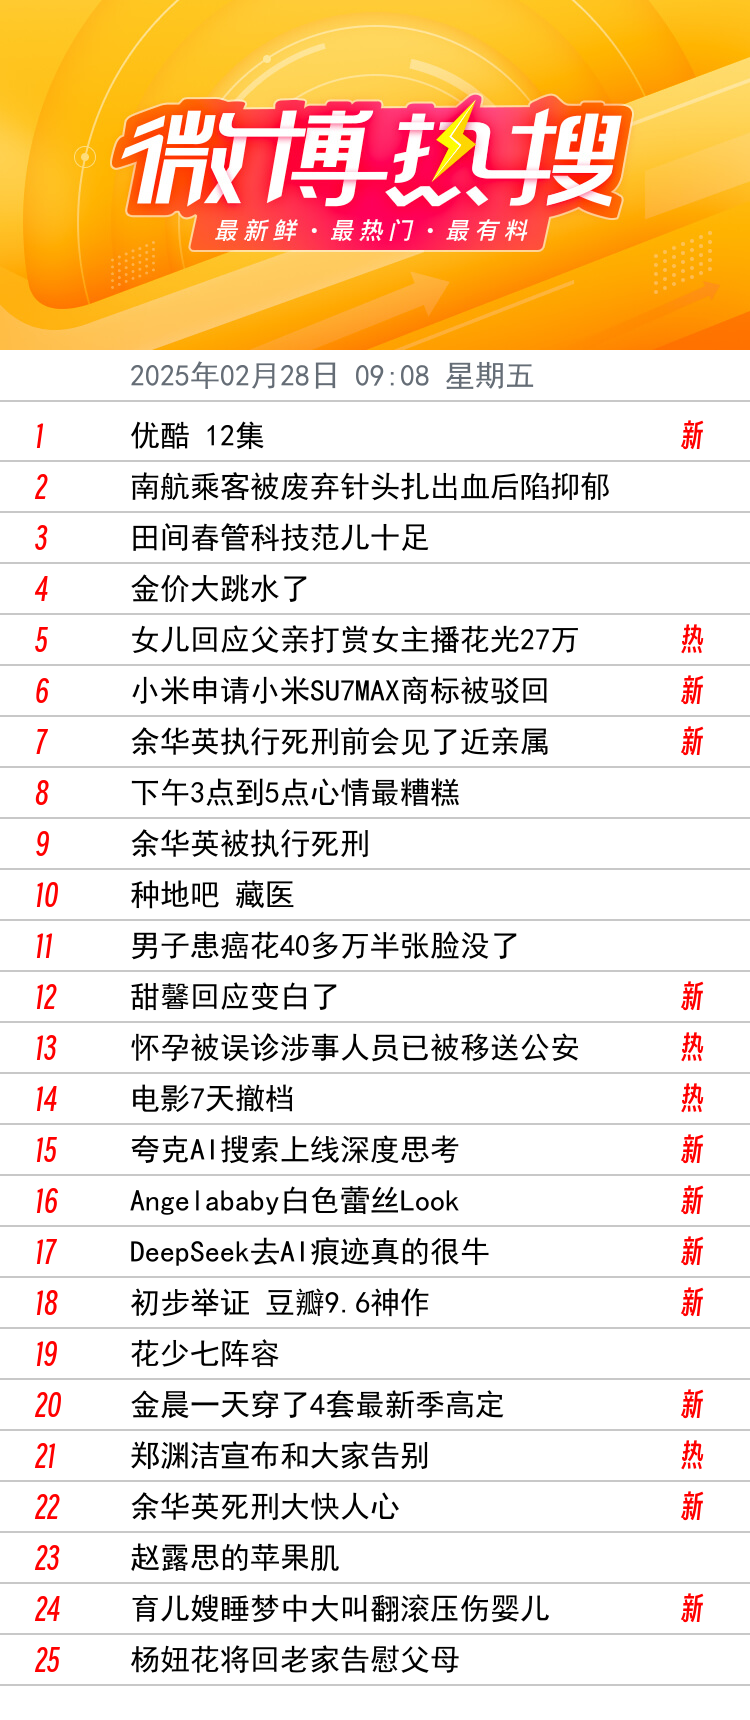 微博热搜
最新鲜·最热门·最有料
2025年02月28日 09:08 星期五
1 优酷 12集 新
2 南航乘客被废弃针头扎出血后陷抑郁
3 田间春管科技范儿十足
4 金价大跳水了
5 女儿回应父亲打赏女主播花光27万 热
6 小米申请小米SU7MAX商标被驳回 新
7 余华英执行死刑前会见了近亲属 新
8 下午3点到5点心情最糟糕
9 余华英被执行死刑
10 种地吧 藏医
11 男子患癌花40多万半张脸没了
12 甜馨回应变白了 新
13 怀孕被误诊涉事人员已被移送公安 热
14 电影7天撤档 热
15 夸克AI搜索上线深度思考 新
16 Angelababy白色蕾丝Look 新
17 DeepSeek去AI痕迹真的很牛 新
18 初步举证 豆瓣9.6神作 新
19 花少七阵容
20 金晨一天穿了4套最新季高定 新
21 郑渊洁宣布和大家告别 热
22 余华英死刑大快人心 新
23 赵露思的苹果肌
24 育儿嫂睡梦中大叫翻滚压伤婴儿 新
25 杨妞花将回老家告慰父母